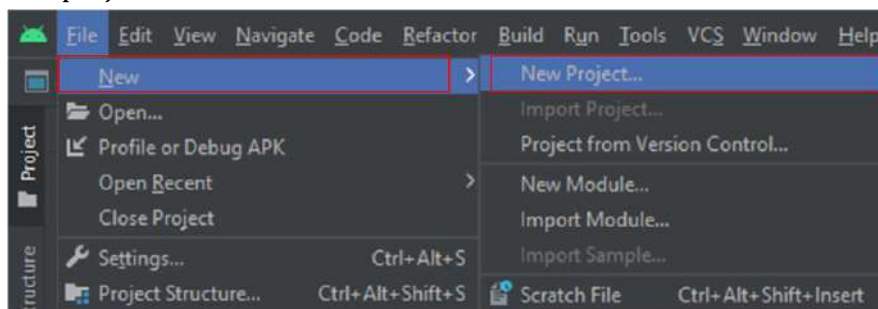 File Edit View Navigate Code Refactor Build Run Tools VCS Window Help
New
Open...
Profile or Debug APK
Open Recent
Close Project
Settings... Ctrl+Alt+S
Project Structure... Ctrl+Alt+Shift+S
New Project...
Import Project...
Project from Version Control...
New Module...
Import Module...
Import Sample...
Scratch File Ctrl+Alt+Shift+Insert
Project